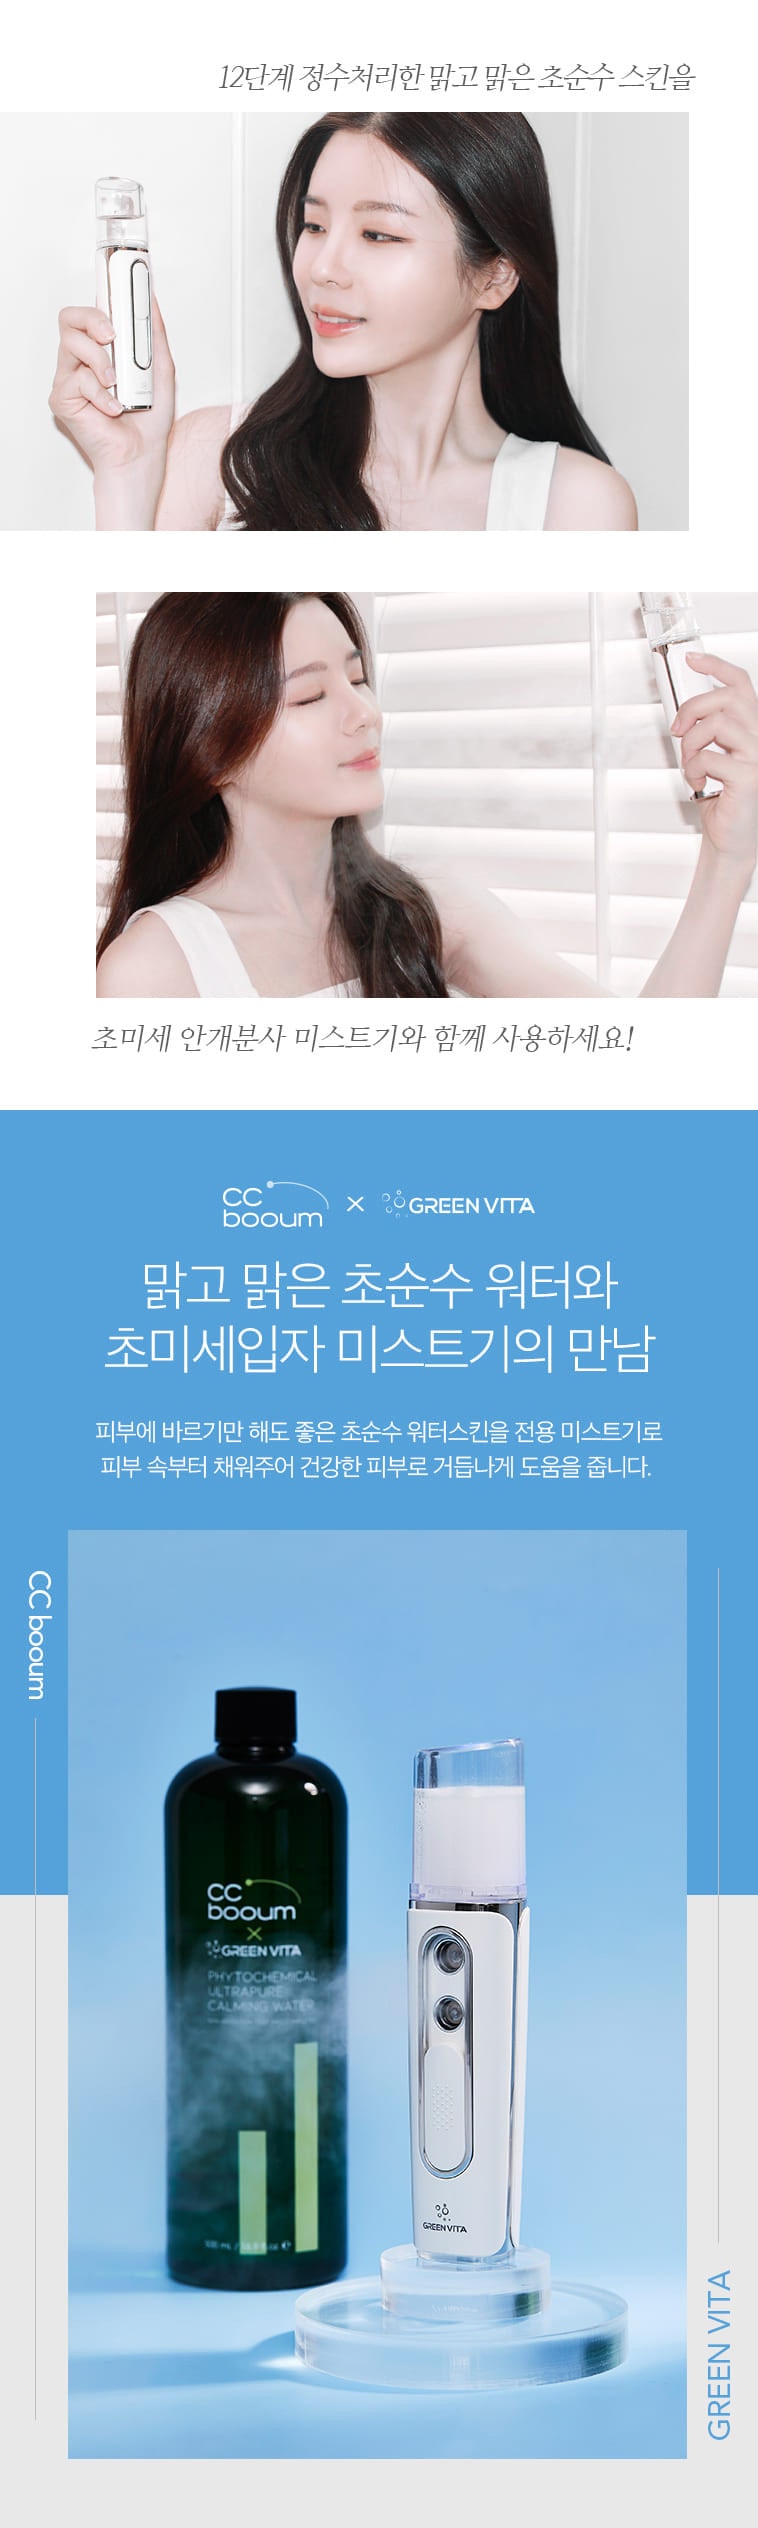 12단계 정수처리한 맑고 맑은 초순수 스킨을
초미세 안개분사 미스트기와 함께 사용하세요!
CC
booum
×
GREEN VITA
맑고 맑은 초순수 워터와
초미세입자 미스트기의 만남
피부에 바르기만 해도 좋은 초순수 워터스킨을 전용 미스트기로
피부 속부터 채워주어 건강한 피부로 거듭나게 도움을 줍니다.
CC booum
CC
booum
×
GREEN VITA
PHYTOCHEMICAL
ULTRAPURE
CALMING WATER
GREEN VITA
GREEN VITA